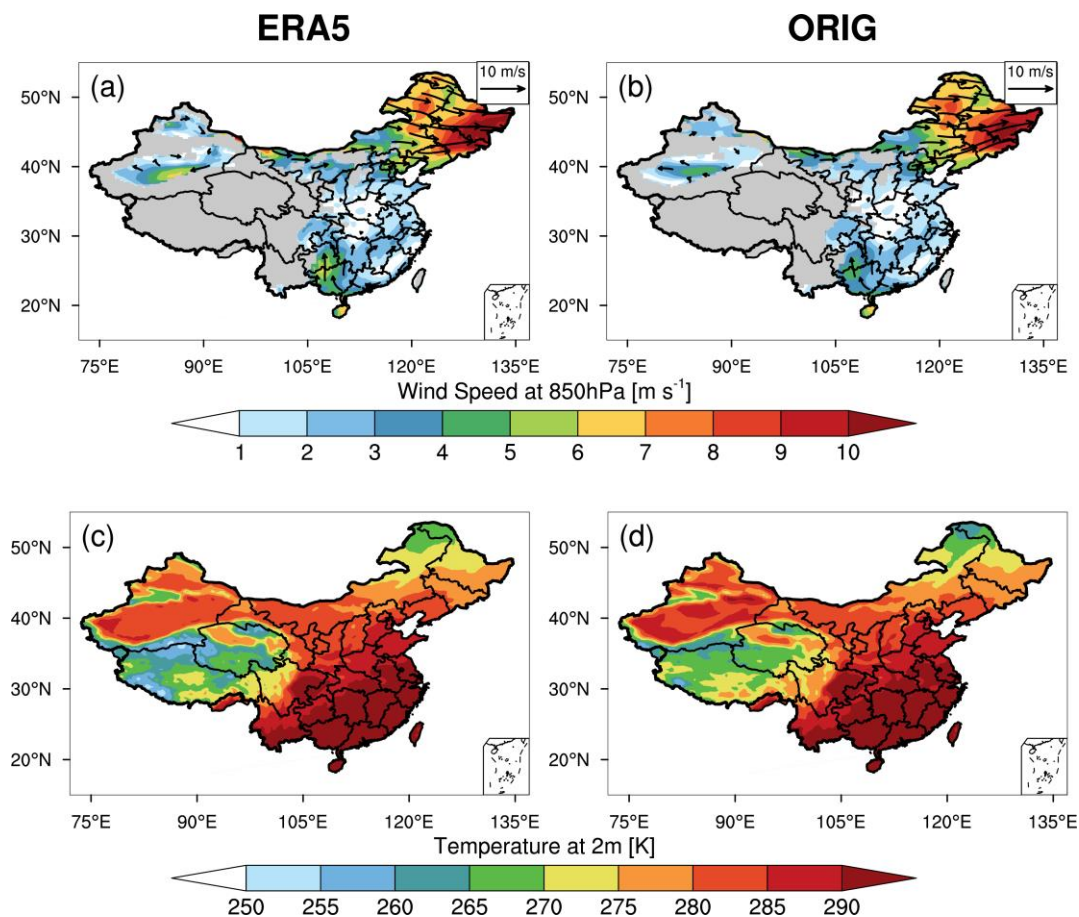 ERA5 ORIG
(a) 10 m/s (b) 10 m/s
50°N 50°N
40°N 40°N
30°N 30°N
20°N 20°N
75°E 90°E 105°E 120°E 135°E 75°E 90°E 105°E 120°E 135°E
Wind Speed at 850hPa [m s⁻¹]
1 2 3 4 5 6 7 8 9 10
(c) (d)
50°N 50°N
40°N 40°N
30°N 30°N
20°N 20°N
75°E 90°E 105°E 120°E 135°E 75°E 90°E 105°E 120°E 135°E
Temperature at 2m [K]
250 255 260 265 270 275 280 285 290